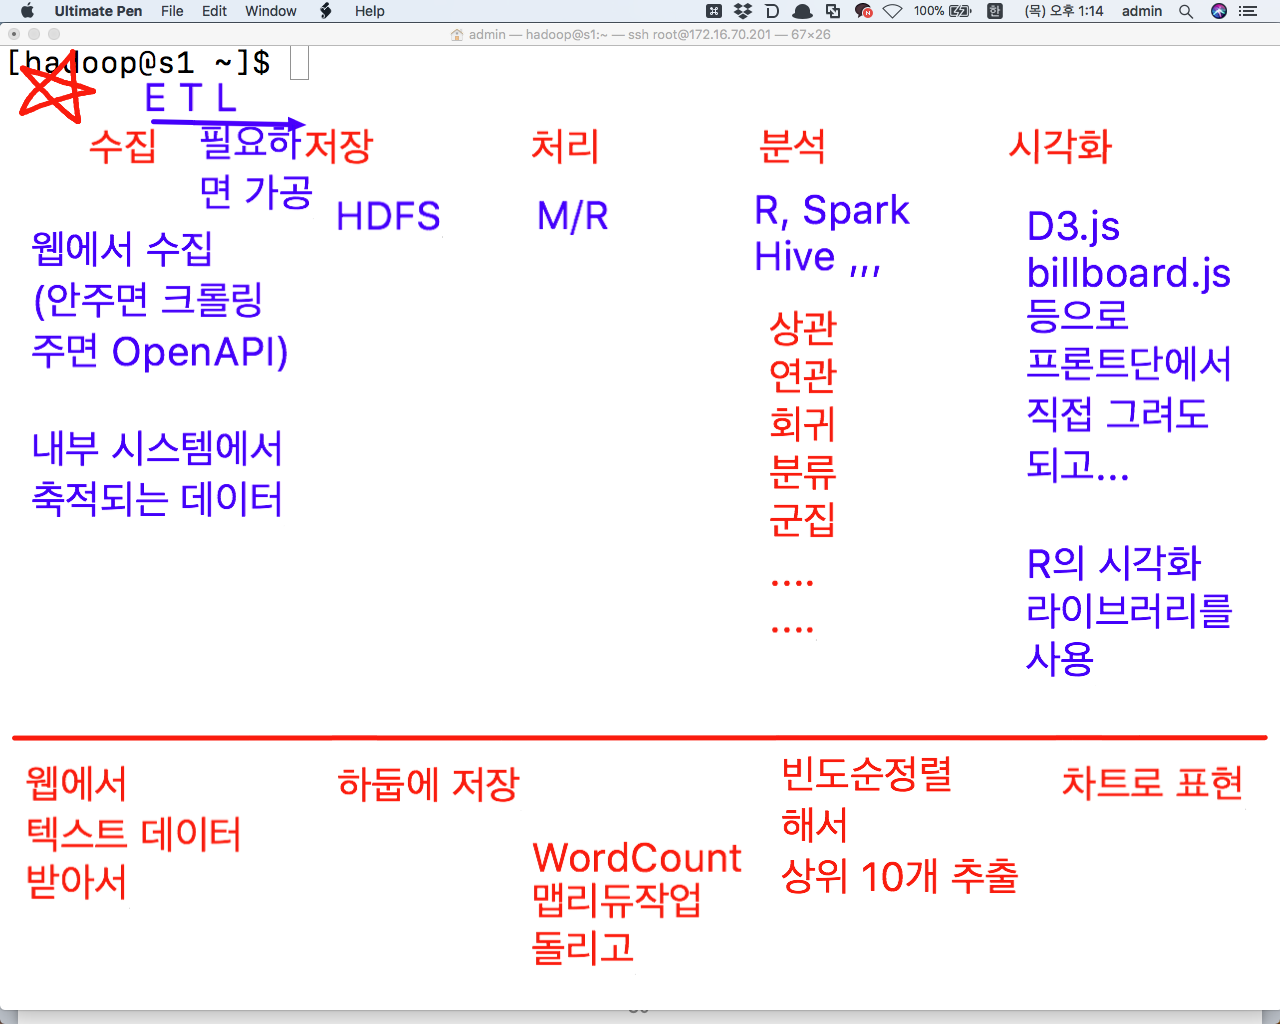 Ultimate Pen File Edit Window Help 100% 한 (목) 오후 1:14 admin
admin — hadoop@s1:~ — ssh root@172.16.70.201 — 67×26
[hadoop@s1 ~]$
E T L
수집
필요하
면 가공
저장
처리
분석
시각화
웹에서 수집
(안주면 크롤링
주면 OpenAPI)
내부 시스템에서
축적되는 데이터
HDFS
M/R
R, Spark
Hive ,,,
상관
연관
회귀
분류
군집
....
....
D3.js
billboard.js
등으로
프론트단에서
직접 그려도
되고...
R의 시각화
라이브러리를
사용
웹에서
텍스트 데이터
받아서
하둡에 저장
WordCount
맵리듀작업
돌리고
빈도순정렬
해서
상위 10개 추출
차트로 표현